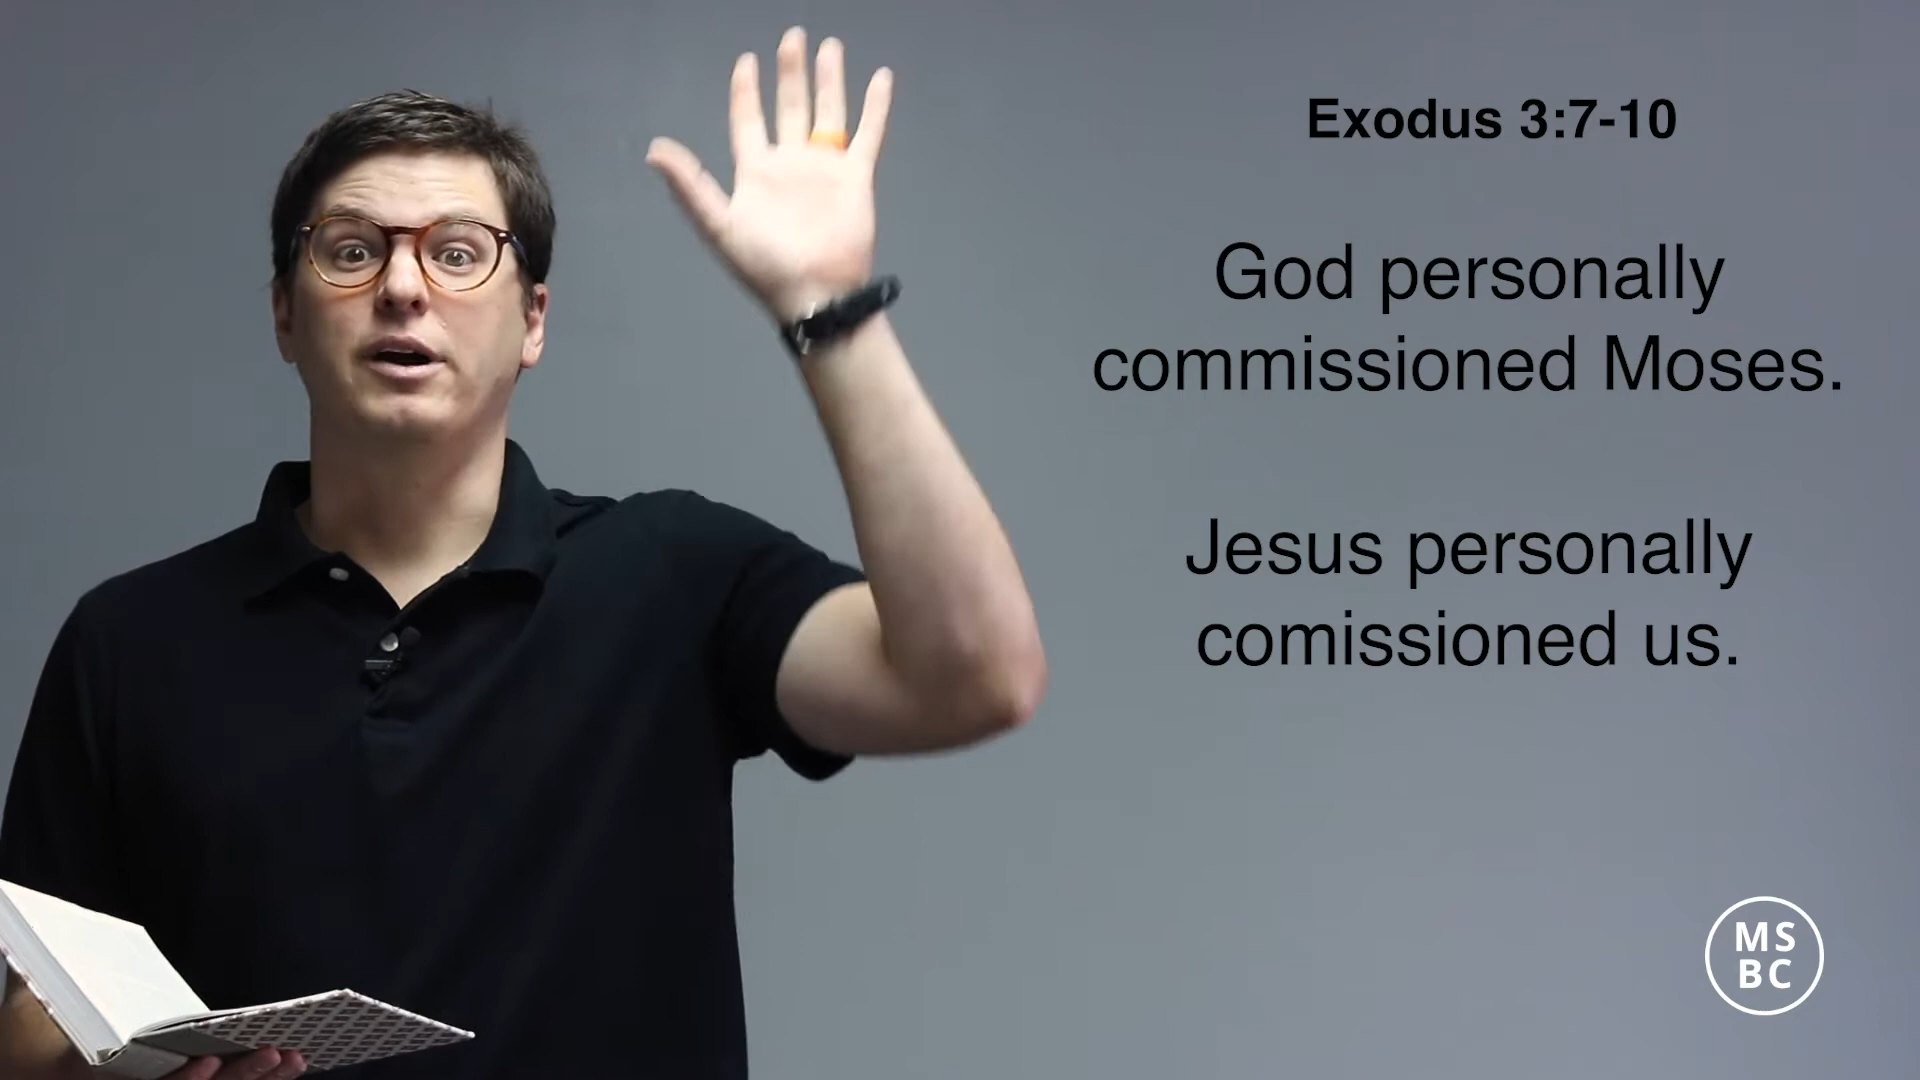 Exodus 3:7-10
God personally
commissioned Moses.
Jesus personally
comissioned us.
MS
BC